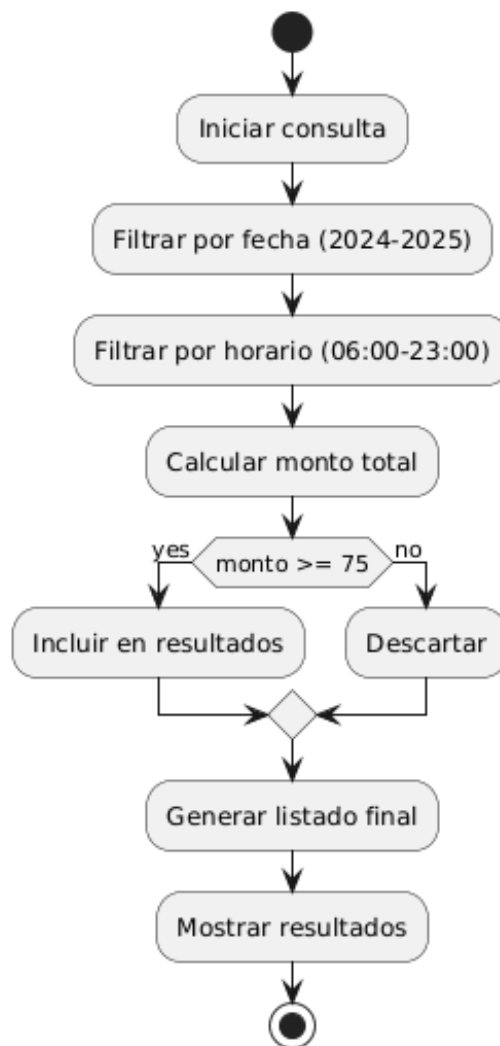 Iniciar consulta
Filtrar por fecha (2024-2025)
Filtrar por horario (06:00-23:00)
Calcular monto total
yes
monto >= 75
no
Incluir en resultados
Descartar
Generar listado final
Mostrar resultados